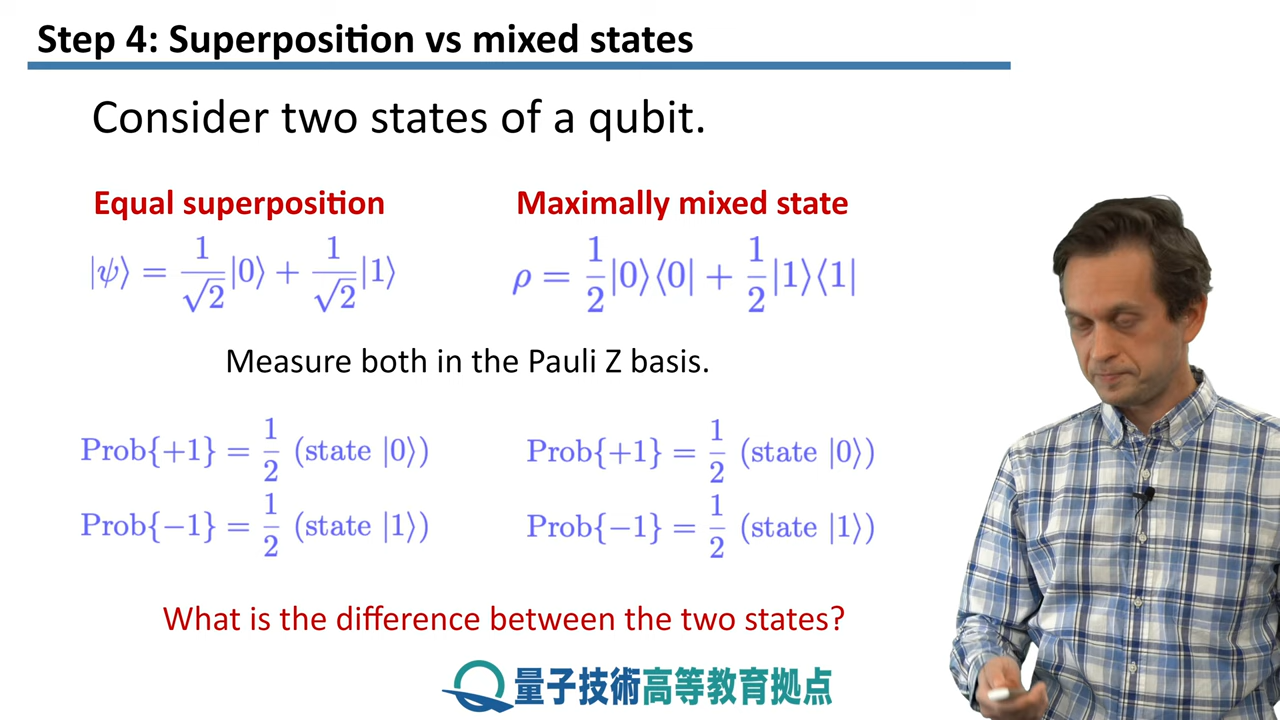 Step 4: Superposition vs mixed states
Consider two states of a qubit.
Equal superposition
|ψ⟩ = 1/√2 |0⟩ + 1/√2 |1⟩
Maximally mixed state
ρ = 1/2 |0⟩⟨0| + 1/2 |1⟩⟨1|
Measure both in the Pauli Z basis.
Prob{+1} = 1/2 (state |0⟩)
Prob{−1} = 1/2 (state |1⟩)
Prob{+1} = 1/2 (state |0⟩)
Prob{−1} = 1/2 (state |1⟩)
What is the difference between the two states?
量子技術高等教育拠点